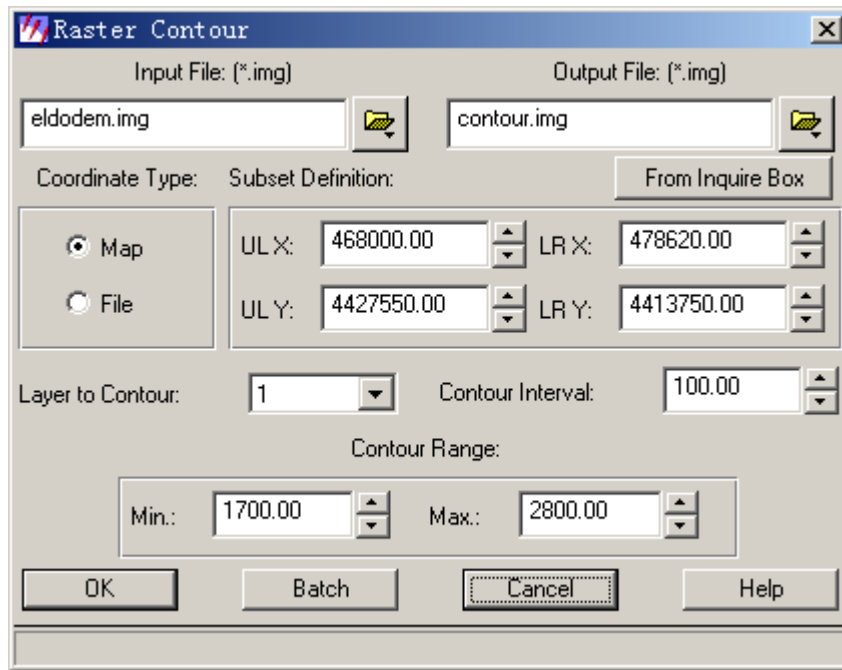 Raster Contour
Input File: (*.img) Output File: (*.img)
eldodem.img contour.img
Coordinate Type: Subset Definition: From Inquire Box
Map UL X: 468000.00 LR X: 478620.00
File UL Y: 4427550.00 LR Y: 4413750.00
Layer to Contour: 1 Contour Interval: 100.00
Contour Range:
Min.: 1700.00 Max.: 2800.00
OK Batch Cancel Help